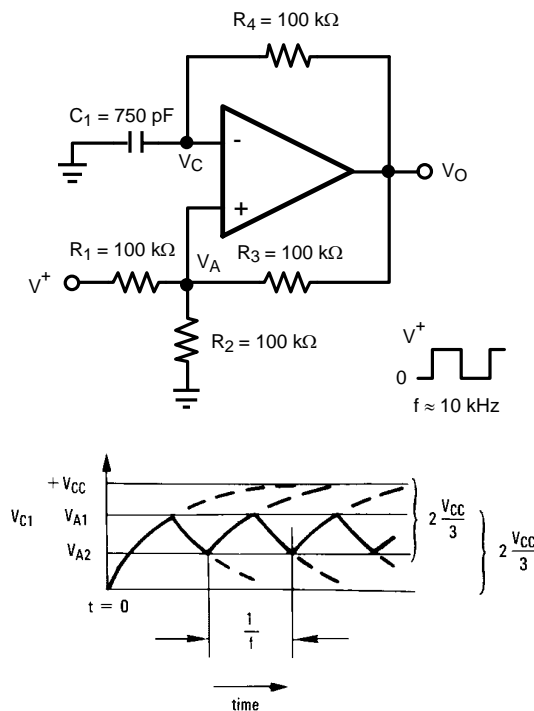 R4 = 100 kΩ
C1 = 750 pF
VC
-
+
VO
R1 = 100 kΩ
VA
R3 = 100 kΩ
V+
R2 = 100 kΩ
V+
0
f ≈ 10 kHz
+ VCC
VC1
VA1
VA2
2 VCC/3
2 VCC/3
t = 0
1/f
time